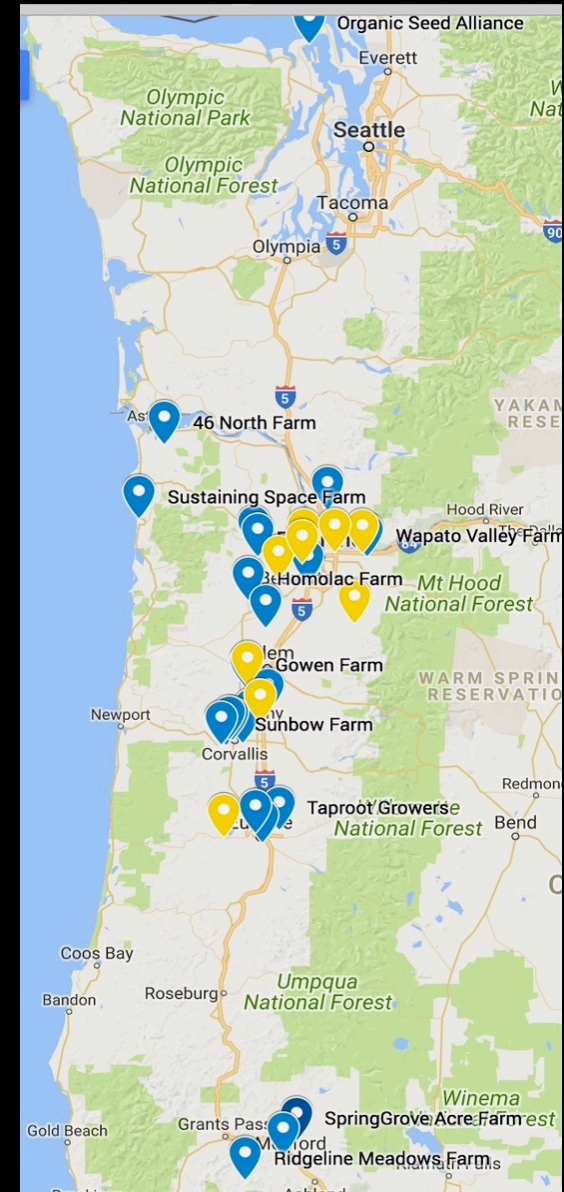 Organic Seed Alliance
Everett
Olympic
National Park
Seattle
Olympic
National Forest
Tacoma
Olympia
5
90
5
YAKAM
RESE
46 North Farm
Sustaining Space Farm
Hood River
Wapato Valley Farm
84
Homolac Farm
Mt Hood
National Forest
5
Gowen Farm
WARM SPRIN
RESERVATIO
Newport
Sunbow Farm
Corvallis
5
Redmon
Taproot Growers
National Forest
Bend
Coos Bay
Umpqua
National Forest
Roseburg
Bandon
Winema
SpringGrove Acre Farm
Grants Pass
Gold Beach
Ridgeline Meadows Farm